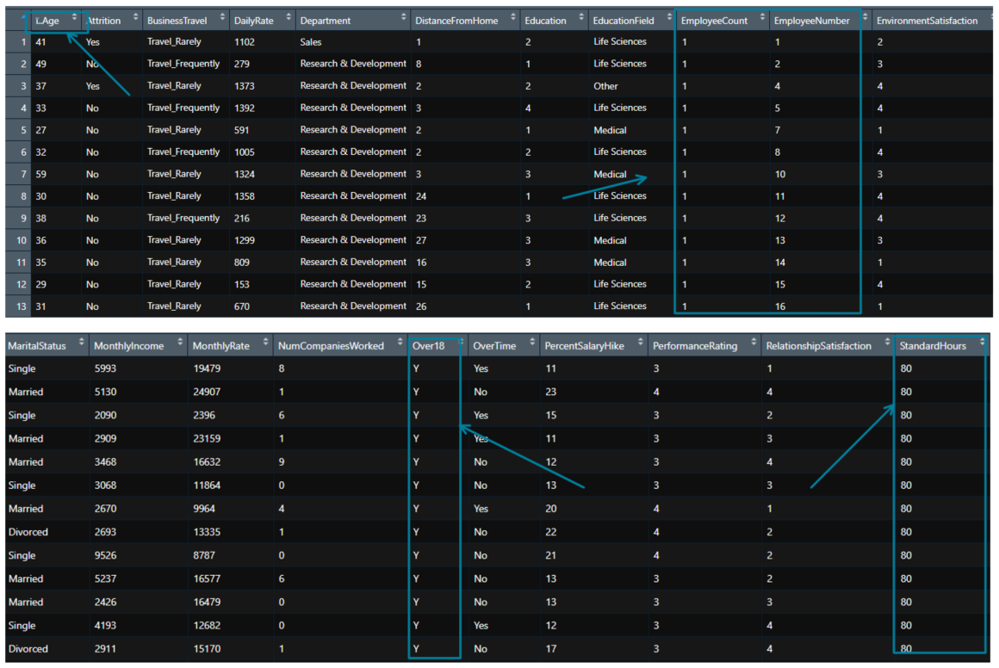 ï..Age Attrition BusinessTravel DailyRate Department DistanceFromHome Education EducationField EmployeeCount EmployeeNumber EnvironmentSatisfaction
1 41 Yes Travel_Rarely 1102 Sales 1 2 Life Sciences 1 1 2
2 49 No Travel_Frequently 279 Research & Development 8 1 Life Sciences 1 2 3
3 37 Yes Travel_Rarely 1373 Research & Development 2 2 Other 1 4 4
4 33 No Travel_Frequently 1392 Research & Development 3 4 Life Sciences 1 5 4
5 27 No Travel_Rarely 591 Research & Development 2 1 Medical 1 7 1
6 32 No Travel_Frequently 1005 Research & Development 2 2 Life Sciences 1 8 4
7 59 No Travel_Rarely 1324 Research & Development 3 3 Medical 1 10 3
8 30 No Travel_Rarely 1358 Research & Development 24 1 Life Sciences 1 11 4
9 38 No Travel_Frequently 216 Research & Development 23 3 Life Sciences 1 12 4
10 36 No Travel_Rarely 1299 Research & Development 27 3 Medical 1 13 3
11 35 No Travel_Rarely 809 Research & Development 16 3 Medical 1 14 1
12 29 No Travel_Rarely 153 Research & Development 15 2 Life Sciences 1 15 4
13 31 No Travel_Rarely 670 Research & Development 26 1 Life Sciences 1 16 1
MaritalStatus MonthlyIncome MonthlyRate NumCompaniesWorked Over18 OverTime PercentSalaryHike PerformanceRating RelationshipSatisfaction StandardHours
Single 5993 19479 8 Y Yes 11 3 1 80
Married 5130 24907 1 Y No 23 4 4 80
Single 2090 2396 6 Y Yes 15 3 2 80
Married 2909 23159 1 Y Yes 11 3 3 80
Married 3468 16632 9 Y No 12 3 4 80
Single 3068 11864 0 Y No 13 3 3 80
Married 2670 9964 4 Y Yes 20 4 1 80
Divorced 2693 13335 1 Y No 22 4 2 80
Single 9526 8787 0 Y No 21 4 2 80
Married 5237 16577 6 Y No 13 3 2 80
Married 2426 16479 0 Y No 13 3 3 80
Single 4193 12682 0 Y Yes 12 3 4 80
Divorced 2911 15170 1 Y No 17 3 4 80